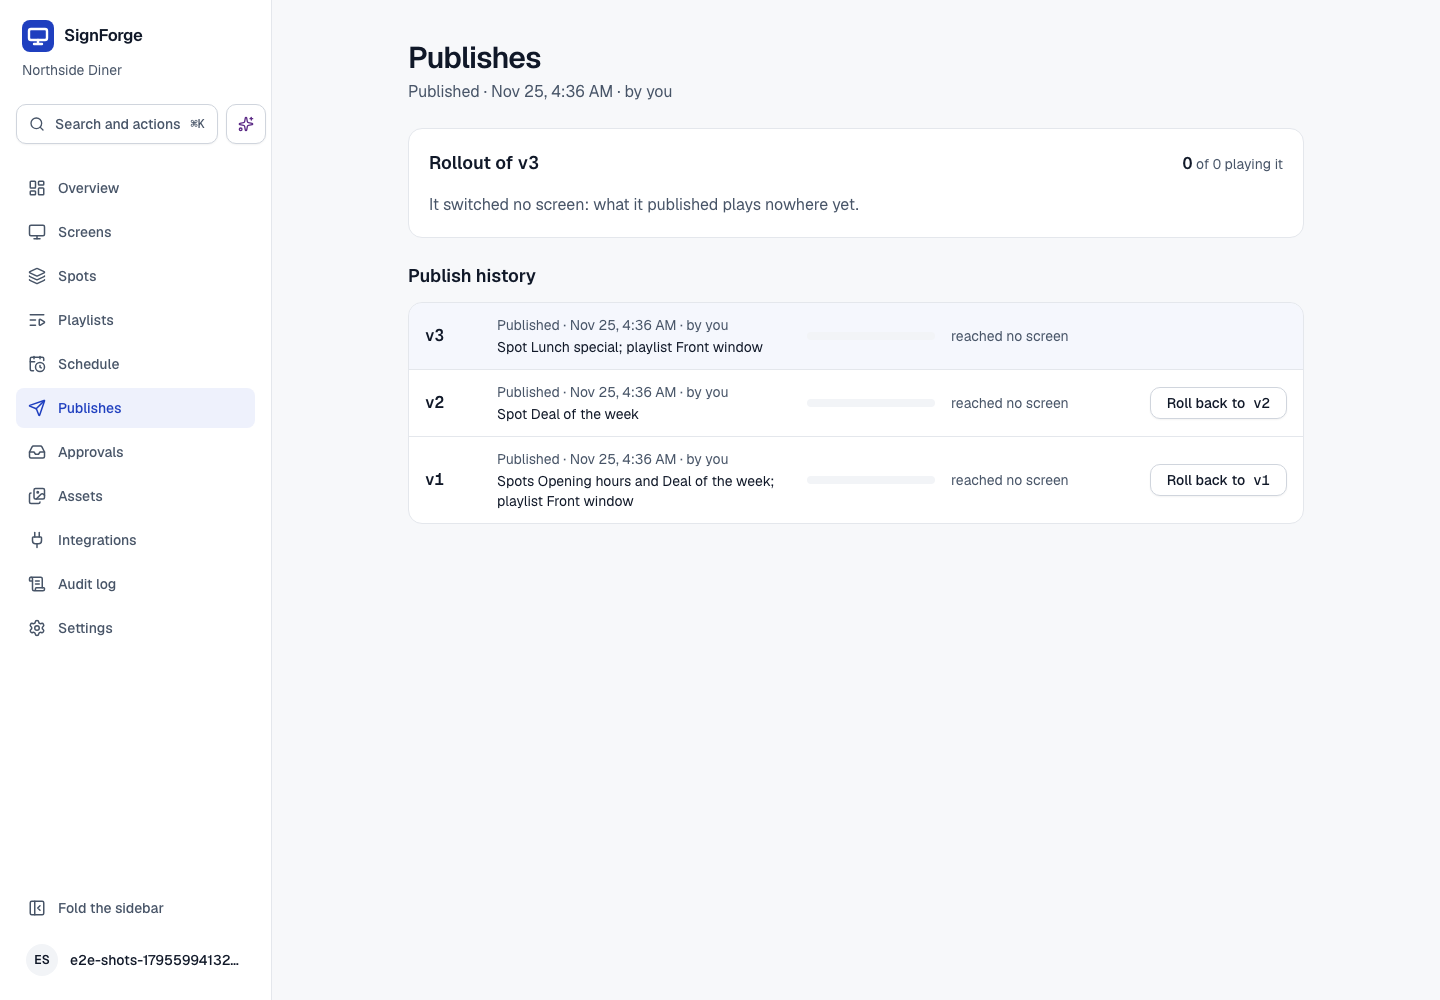 SignForge
Northside Diner
Search and actions ⌘K
Overview
Screens
Spots
Playlists
Schedule
Publishes
Approvals
Assets
Integrations
Audit log
Settings
Fold the sidebar
ES e2e-shots-17955994132…
Publishes
Published · Nov 25, 4:36 AM · by you
Rollout of v3
0 of 0 playing it
It switched no screen: what it published plays nowhere yet.
Publish history
v3
Published · Nov 25, 4:36 AM · by you
Spot Lunch special; playlist Front window
reached no screen
v2
Published · Nov 25, 4:36 AM · by you
Spot Deal of the week
reached no screen
Roll back to v2
v1
Published · Nov 25, 4:36 AM · by you
Spots Opening hours and Deal of the week;
playlist Front window
reached no screen
Roll back to v1